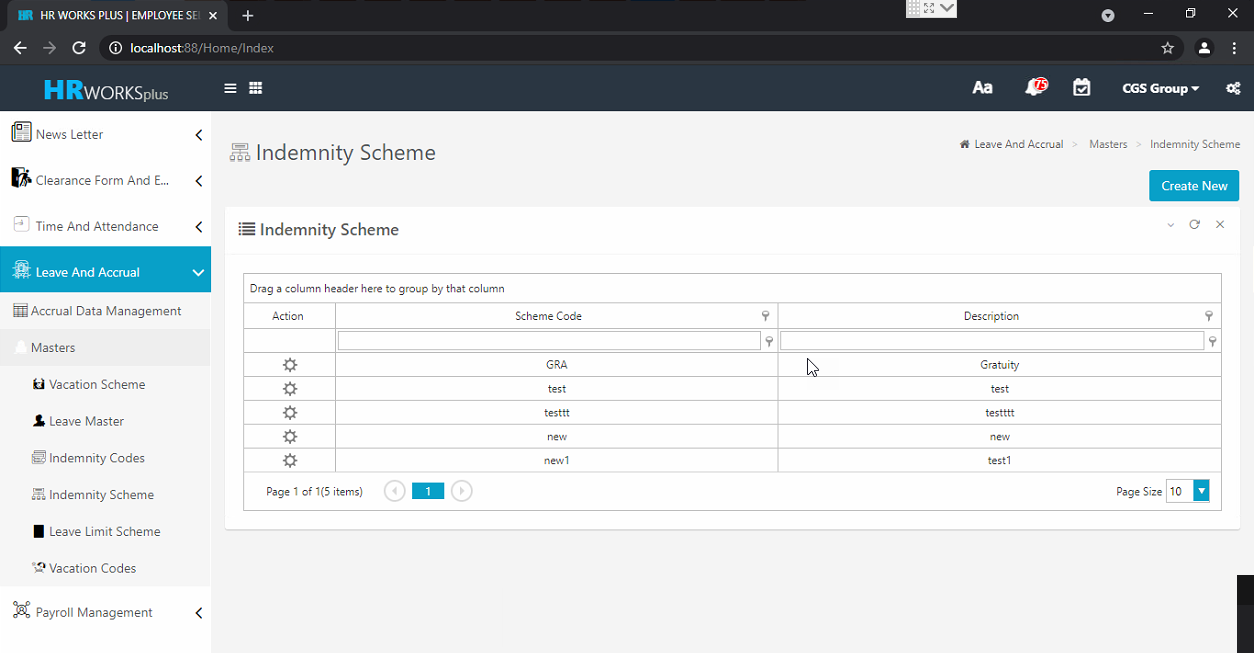 HR HR WORKS PLUS | EMPLOYEE SE
localhost:88/Home/Index
HRWORKSplus
Aa
75
CGS Group
News Letter
Clearance Form And E...
Time And Attendance
Leave And Accrual
Accrual Data Management
Masters
Vacation Scheme
Leave Master
Indemnity Codes
Indemnity Scheme
Leave Limit Scheme
Vacation Codes
Payroll Management
Indemnity Scheme
Leave And Accrual > Masters > Indemnity Scheme
Create New
Indemnity Scheme
Drag a column header here to group by that column
Action Scheme Code Description
GRA Gratuity
test test
testtt testttt
new new
new1 test1
Page 1 of 1(5 items) 1 Page Size 10